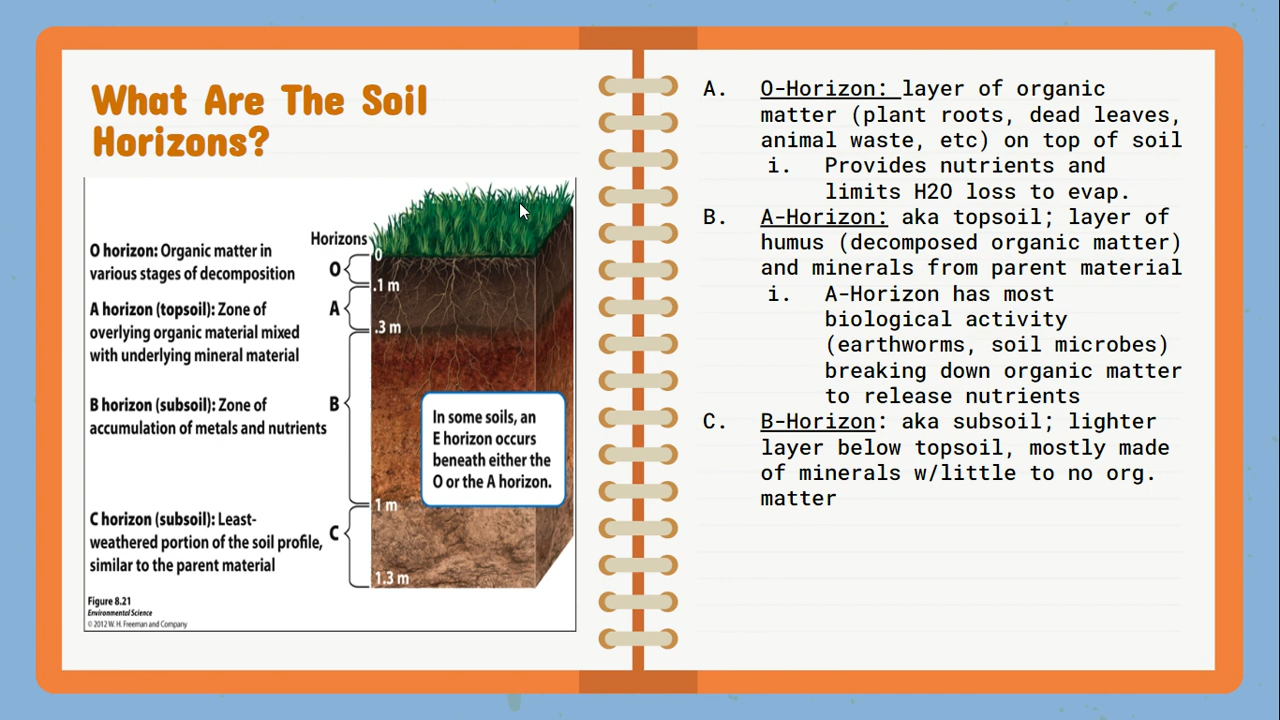 What Are The Soil
Horizons?
O horizon: Organic matter in
various stages of decomposition
A horizon (topsoil): Zone of
overlying organic material mixed
with underlying mineral material
B horizon (subsoil): Zone of
accumulation of metals and nutrients
C horizon (subsoil): Least-
weathered portion of the soil profile,
similar to the parent material
Horizons
O
A
B
C
0
.1 m
.3 m
1 m
1.3 m
In some soils, an
E horizon occurs
beneath either the
O or the A horizon.
Figure 8.21
Environmental Science
© 2012 W. H. Freeman and Company
A. O-Horizon: layer of organic
matter (plant roots, dead leaves,
animal waste, etc) on top of soil
i. Provides nutrients and
limits H2O loss to evap.
B. A-Horizon: aka topsoil; layer of
humus (decomposed organic matter)
and minerals from parent material
i. A-Horizon has most
biological activity
(earthworms, soil microbes)
breaking down organic matter
to release nutrients
C. B-Horizon: aka subsoil; lighter
layer below topsoil, mostly made
of minerals w/little to no org.
matter